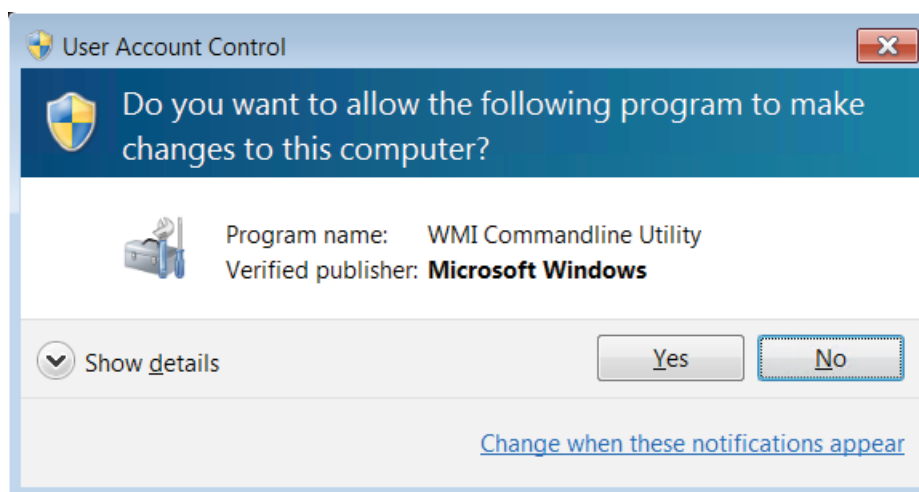 User Account Control
Do you want to allow the following program to make
changes to this computer?
Program name: WMI Commandline Utility
Verified publisher: Microsoft Windows
Show details
Yes
No
Change when these notifications appear